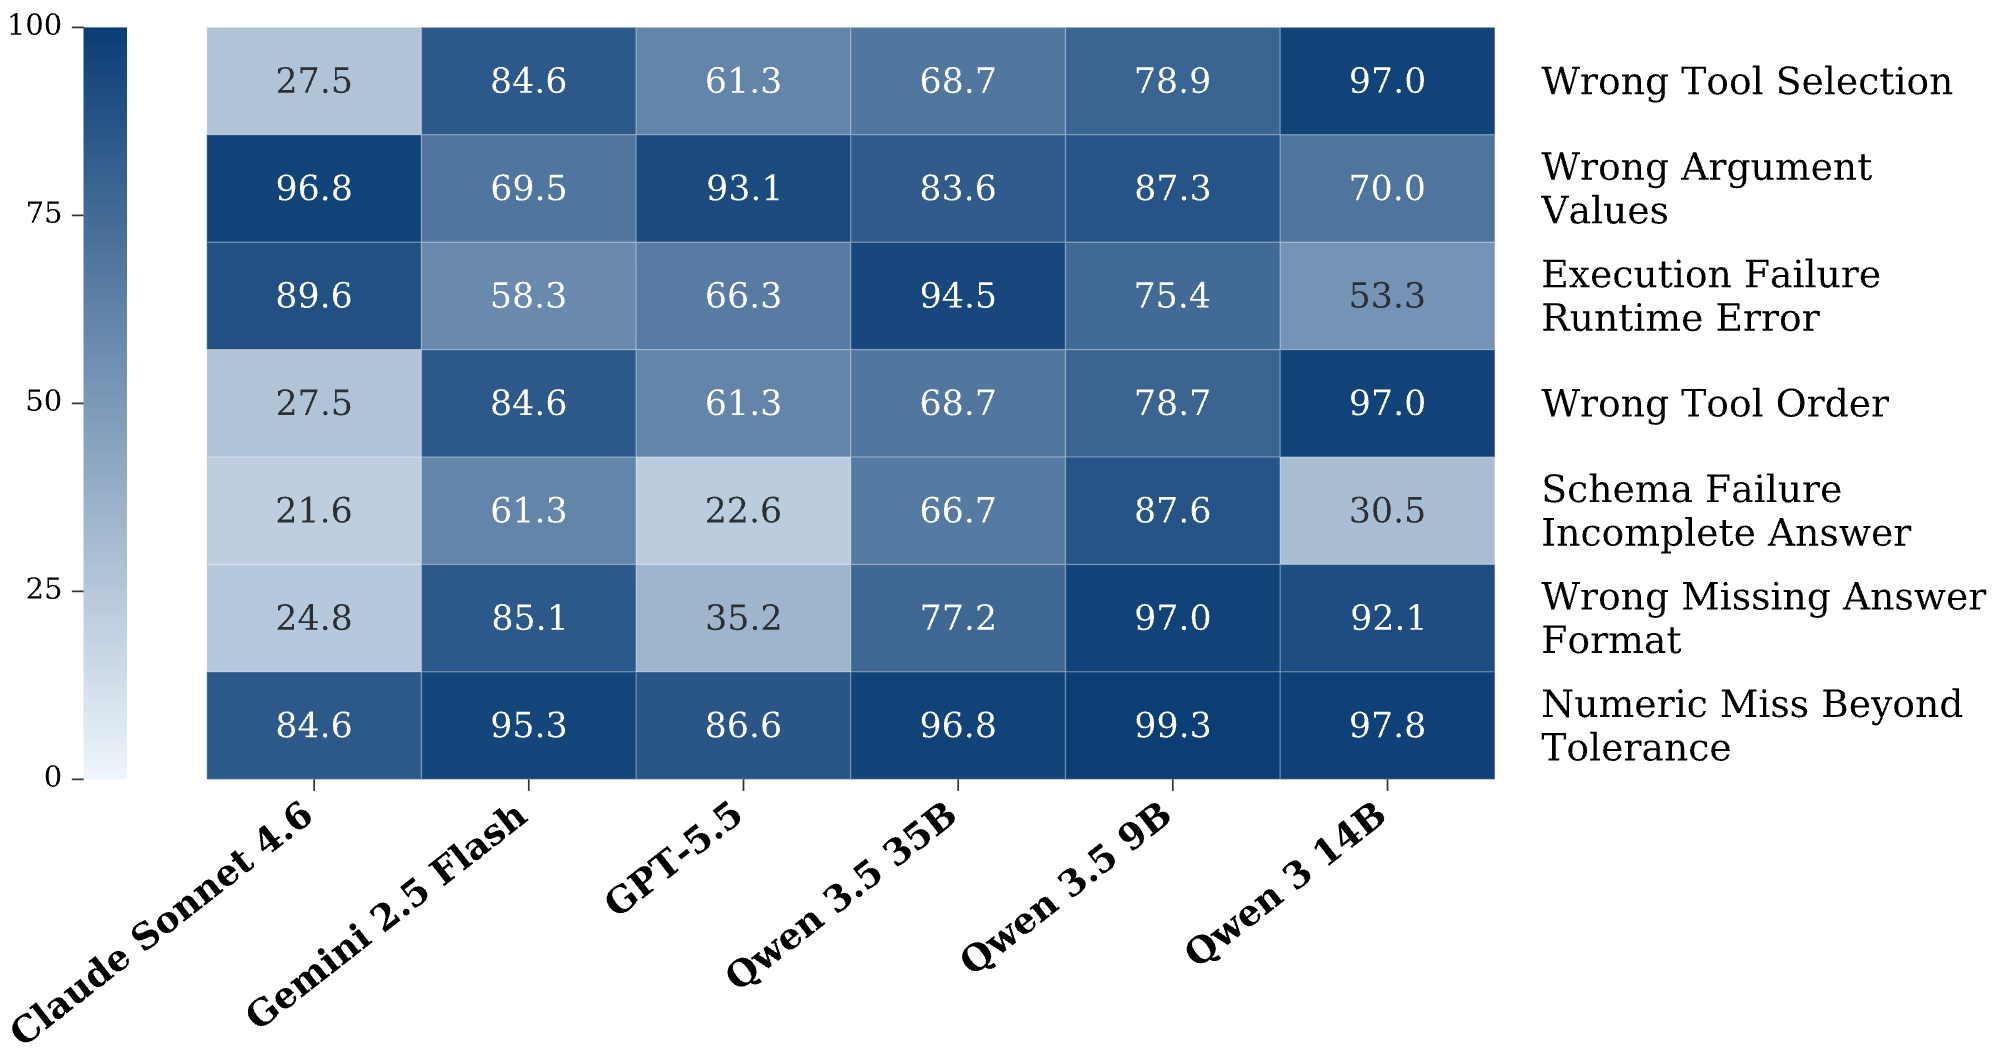 100
75
50
25
0
27.5 84.6 61.3 68.7 78.9 97.0 Wrong Tool Selection
96.8 69.5 93.1 83.6 87.3 70.0 Wrong Argument
Values
89.6 58.3 66.3 94.5 75.4 53.3 Execution Failure
Runtime Error
27.5 84.6 61.3 68.7 78.7 97.0 Wrong Tool Order
21.6 61.3 22.6 66.7 87.6 30.5 Schema Failure
Incomplete Answer
24.8 85.1 35.2 77.2 97.0 92.1 Wrong Missing Answer
Format
84.6 95.3 86.6 96.8 99.3 97.8 Numeric Miss Beyond
Tolerance
Claude Sonnet 4.6
Gemini 2.5 Flash
GPT-5.5
Qwen 3.5 35B
Qwen 3.5 9B
Qwen 3 14B